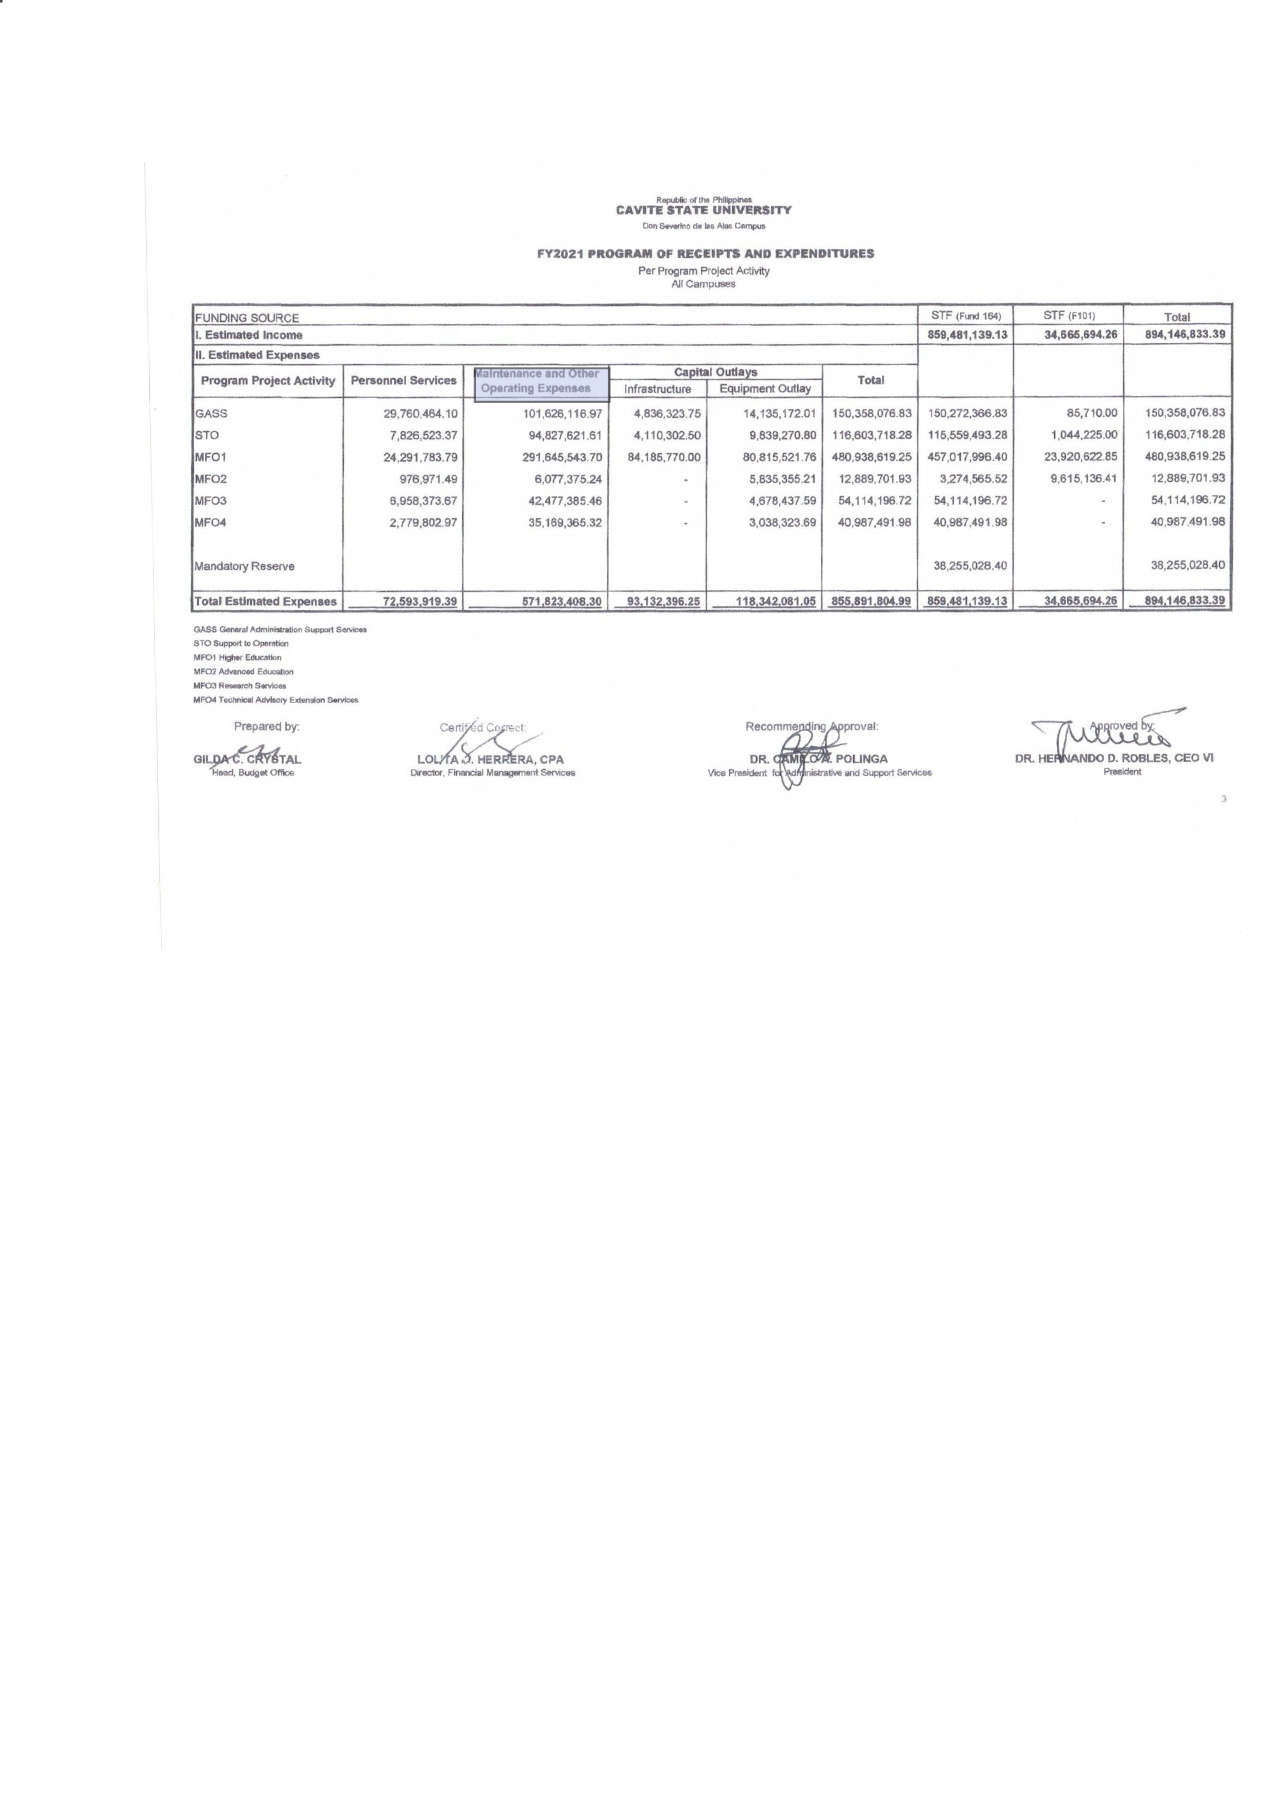 Republic of the Philippines
CAVITE STATE UNIVERSITY
Don Severino de las Alas Campus
FY2021 PROGRAM OF RECEIPTS AND EXPENDITURES
Per Program Project Activity
All Campuses
FUNDING SOURCE STF (Fund 164) STF (F101) Total
I. Estimated Income 859,481,139.13 34,665,694.26 894,146,833.39
II. Estimated Expenses
Program Project Activity Personnel Services Maintenance and Other Operating Expenses Capital Outlays Total
Infrastructure Equipment Outlay
GASS 29,760,464.10 101,626,116.97 4,836,323.75 14,135,172.01 150,358,076.83 150,272,366.83 85,710.00 150,358,076.83
STO 7,826,523.37 94,827,621.61 4,110,302.50 9,839,270.80 116,603,718.28 115,559,493.28 1,044,225.00 116,603,718.28
MFO1 24,291,783.79 291,645,543.70 84,185,770.00 80,815,521.76 480,938,619.25 457,017,996.40 23,920,622.85 480,938,619.25
MFO2 976,971.49 6,077,375.24 - 5,835,355.21 12,889,701.93 3,274,565.52 9,615,136.41 12,889,701.93
MFO3 6,958,373.67 42,477,385.46 - 4,678,437.59 54,114,196.72 54,114,196.72 - 54,114,196.72
MFO4 2,779,802.97 35,169,365.32 - 3,038,323.69 40,987,491.98 40,987,491.98 - 40,987,491.98
Mandatory Reserve 38,255,028.40 38,255,028.40
Total Estimated Expenses 72,593,919.39 571,823,408.30 93,132,396.25 118,342,081.05 855,891,804.99 859,481,139.13 34,665,694.26 894,146,833.39
GASS General Administration Support Services
STO Support to Operation
MFO1 Higher Education
MFO2 Advanced Education
MFO3 Research Services
MFO4 Technical Advisory Extension Services
Prepared by: Certified Correct: Recommending Approval: Approved by:
GILDA C. CRYSTAL LOLITA J. HERRERA, CPA DR. CAMILO A. POLINGA DR. HERNANDO D. ROBLES, CEO VI
Head, Budget Office Director, Financial Management Services Vice President for Administrative and Support Services President
3